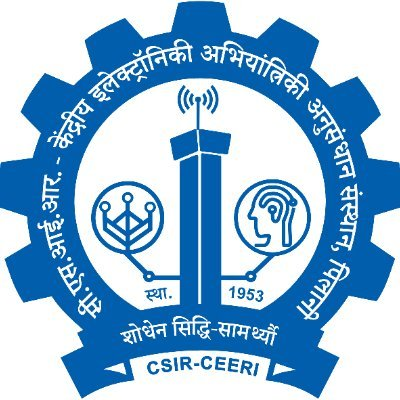 सी.एस.आई.आर. - केंद्रीय इलेक्ट्रॉनिकी अभियांत्रिकी अनुसंधान संस्थान, पिलानी
स्था. 1953
शोधेन सिद्धि-सामर्थ्यौ
CSIR-CEERI